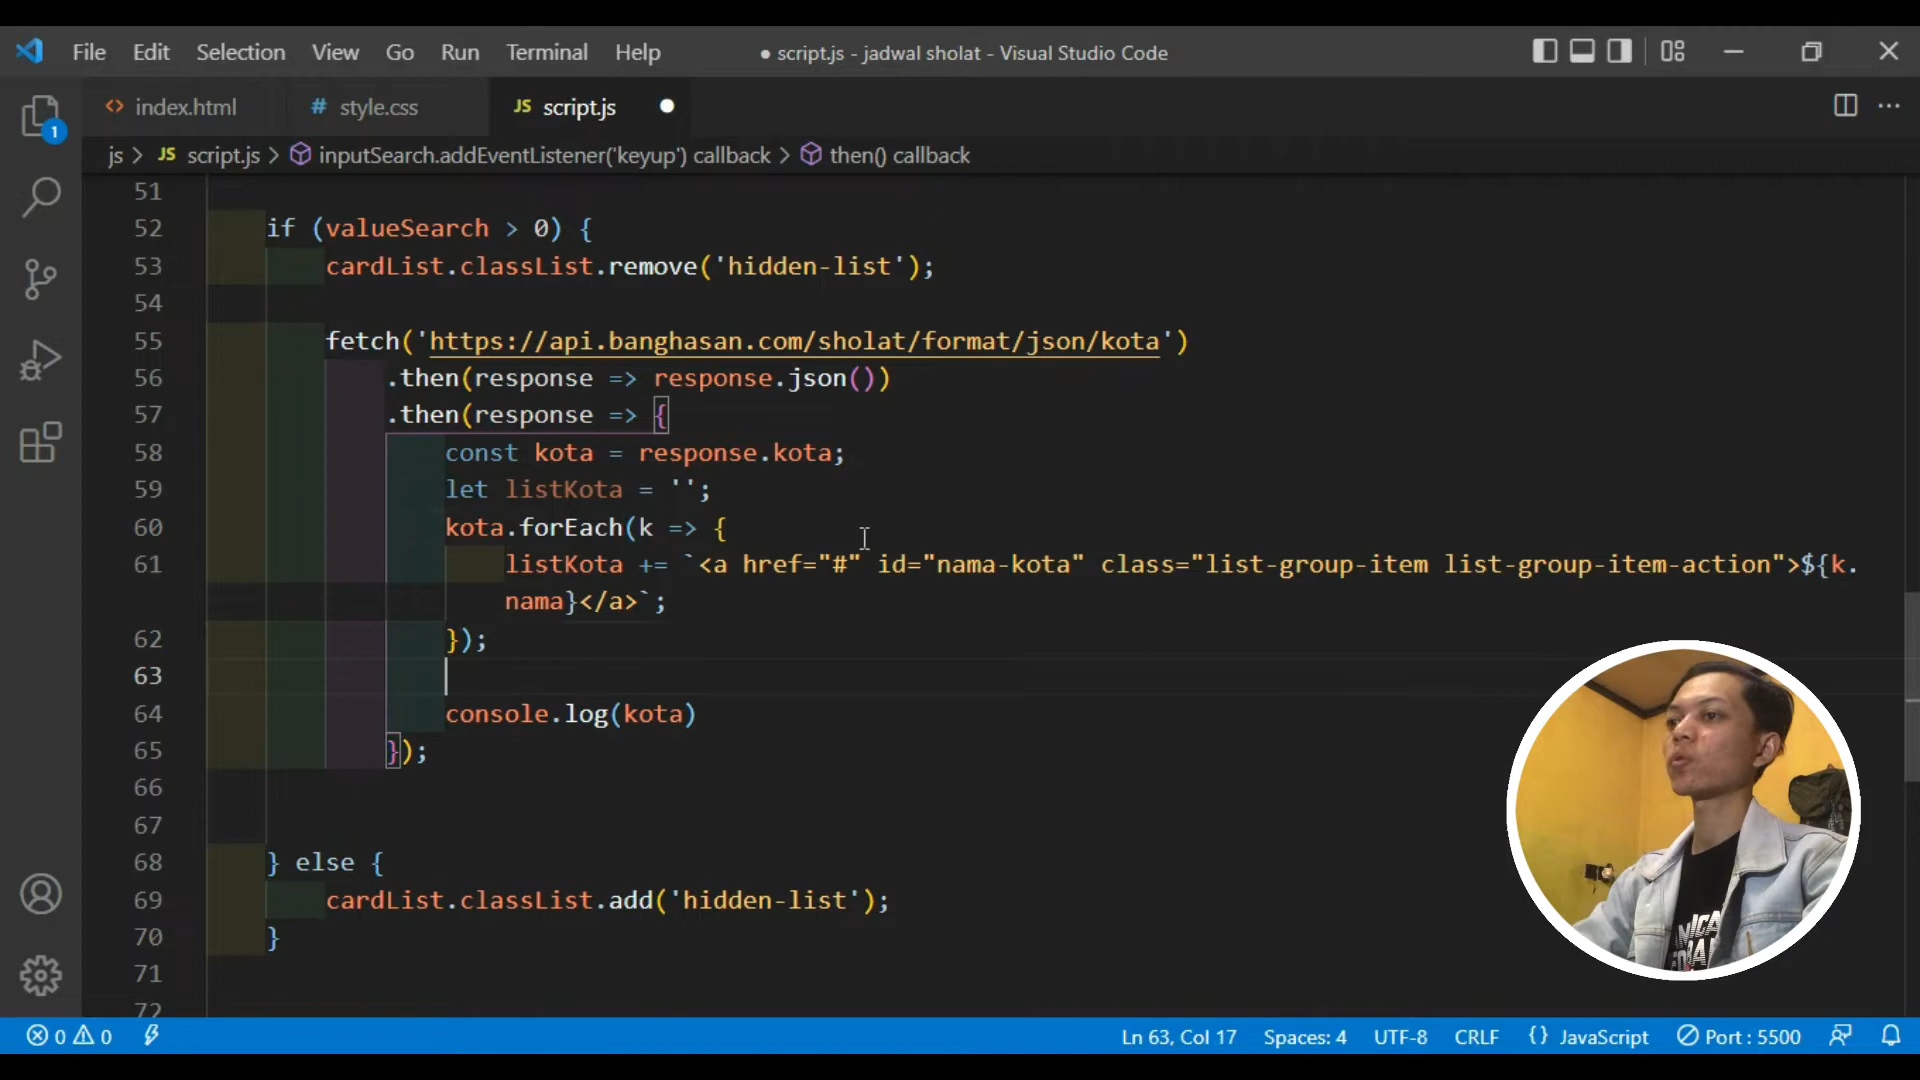 File Edit Selection View Go Run Terminal Help ● script.js - jadwal sholat - Visual Studio Code
<> index.html # style.css JS script.js ●
js > JS script.js > inputSearch.addEventListener('keyup') callback > then() callback
1
51
52 if (valueSearch > 0) {
53 cardList.classList.remove('hidden-list');
54
55 fetch('https://api.banghasan.com/sholat/format/json/kota')
56 .then(response => response.json())
57 .then(response => {
58 const kota = response.kota;
59 let listKota = '';
60 kota.forEach(k => {
61 listKota += `<a href="#" id="nama-kota" class="list-group-item list-group-item-action">${k.
nama}</a>`;
62 });
63
64 console.log(kota)
65 });
66
67
68 } else {
69 cardList.classList.add('hidden-list');
70 }
71
72
0 0 Ln 63, Col 17 Spaces: 4 UTF-8 CRLF {} JavaScript Port : 5500